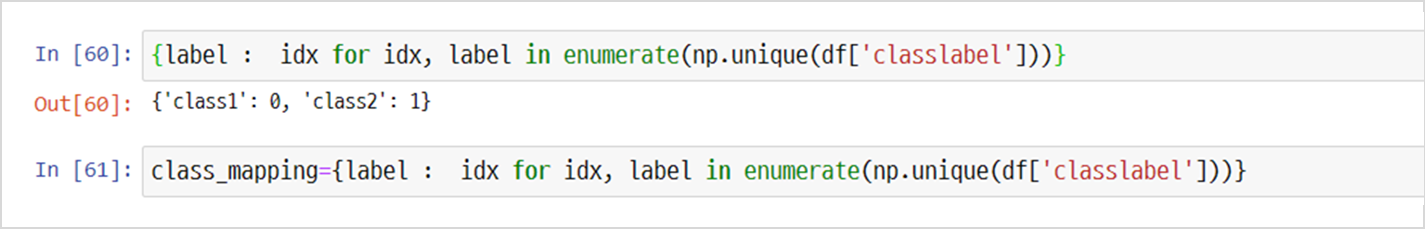 In [60]: {label :  idx for idx, label in enumerate(np.unique(df['classlabel']))}
Out[60]: {'class1': 0, 'class2': 1}
In [61]: class_mapping={label :  idx for idx, label in enumerate(np.unique(df['classlabel']))}